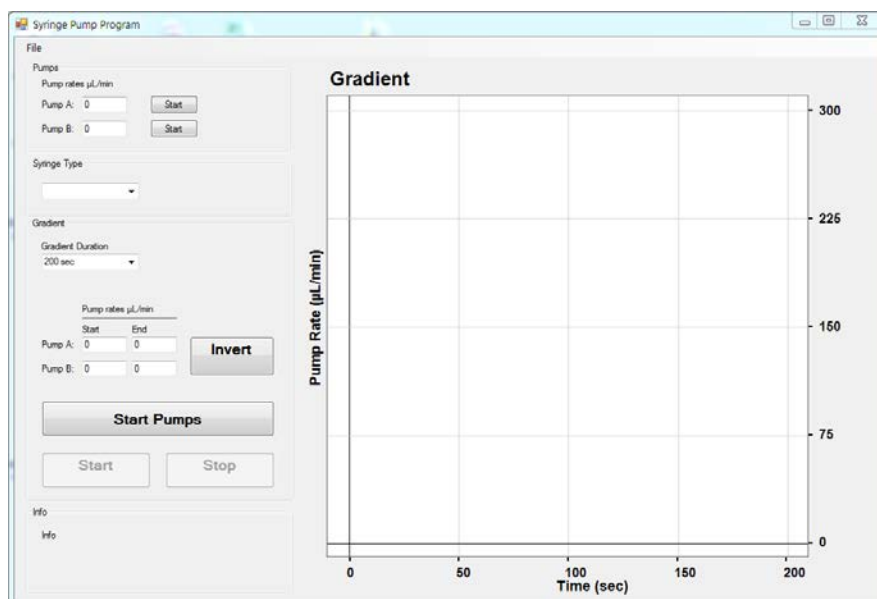 Syringe Pump Program
File
Pumps
Pump rates µL/min
Pump A: 0 Start
Pump B: 0 Start
Syringe Type
Gradient
Gradient Duration
200 sec
Pump rates µL/min
Start End
Pump A: 0 0
Pump B: 0 0
Invert
Start Pumps
Start Stop
Info
Info
Gradient
Pump Rate (µL/min)
300
225
150
75
0
0 50 100 150 200
Time (sec)